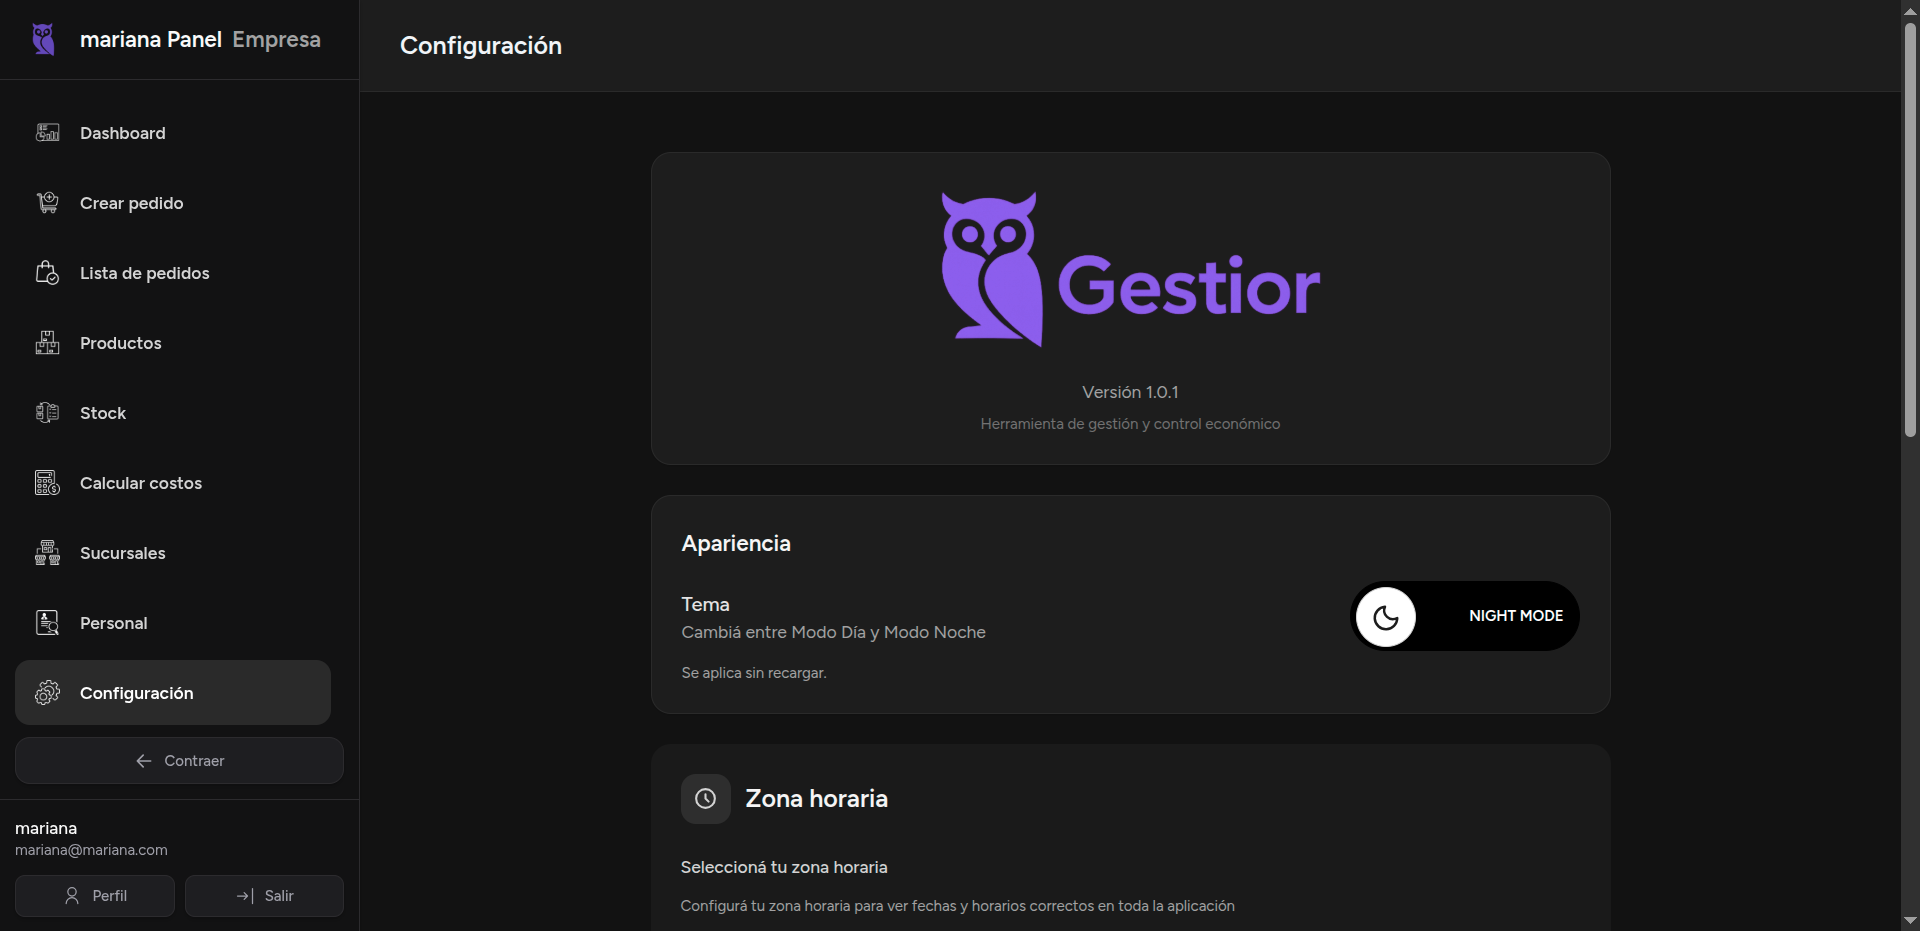 mariana Panel Empresa
Dashboard
Crear pedido
Lista de pedidos
Productos
Stock
Calcular costos
Sucursales
Personal
Configuración
Contraer
mariana
mariana@mariana.com
Perfil
Salir
Configuración
Gestior
Versión 1.0.1
Herramienta de gestión y control económico
Apariencia
Tema
Cambiá entre Modo Día y Modo Noche
NIGHT MODE
Se aplica sin recargar.
Zona horaria
Seleccioná tu zona horaria
Configurá tu zona horaria para ver fechas y horarios correctos en toda la aplicación